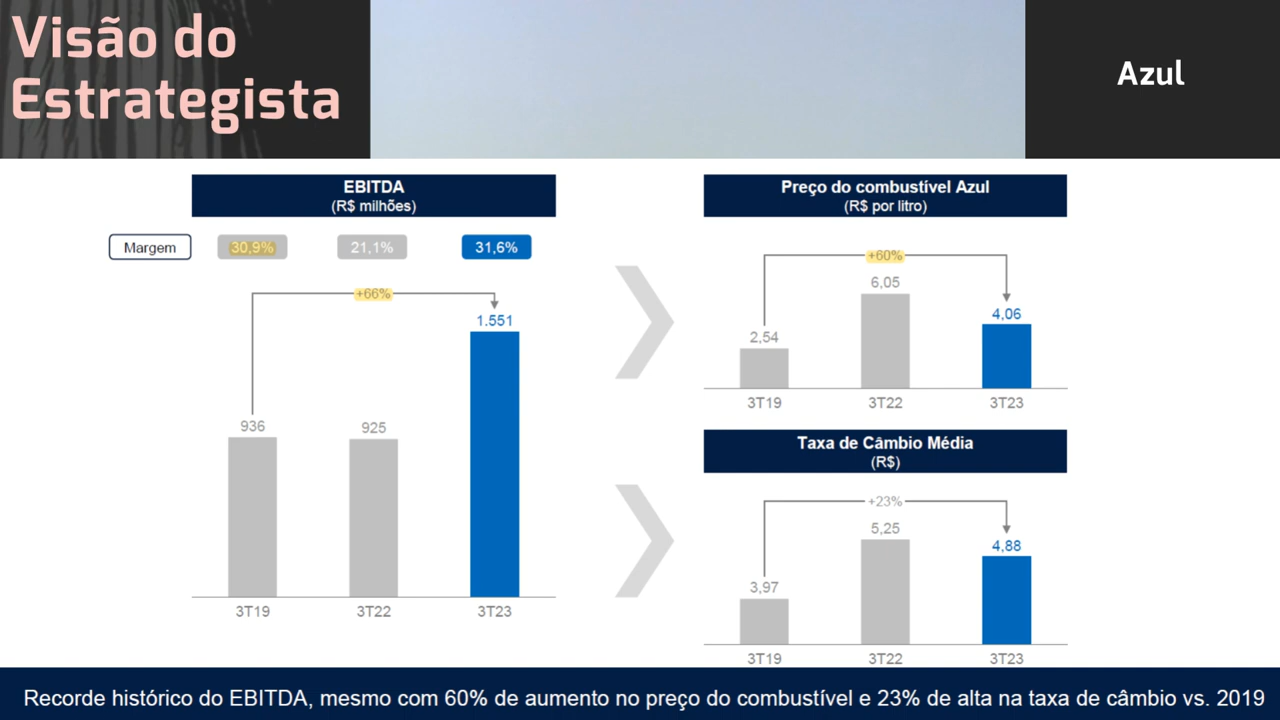 Visão do
Estrategista
Azul
EBITDA
(R$ milhões)
Margem
30,9%
21,1%
31,6%
+66%
936
925
1.551
3T19
3T22
3T23
Preço do combustível Azul
(R$ por litro)
+60%
2,54
6,05
4,06
3T19
3T22
3T23
Taxa de Câmbio Média
(R$)
+23%
3,97
5,25
4,88
3T19
3T22
3T23
Recorde histórico do EBITDA, mesmo com 60% de aumento no preço do combustível e 23% de alta na taxa de câmbio vs. 2019